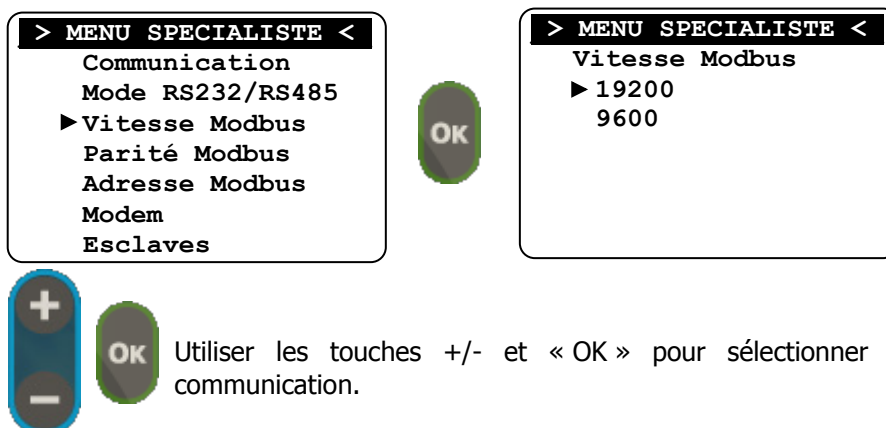 > MENU SPECIALISTE <
Communication
Mode RS232/RS485
►Vitesse Modbus
Parité Modbus
Adresse Modbus
Modem
Esclaves
OK
> MENU SPECIALISTE <
Vitesse Modbus
►19200
9600
+
−
OK
Utiliser les touches +/- et « OK » pour sélectionner
communication.